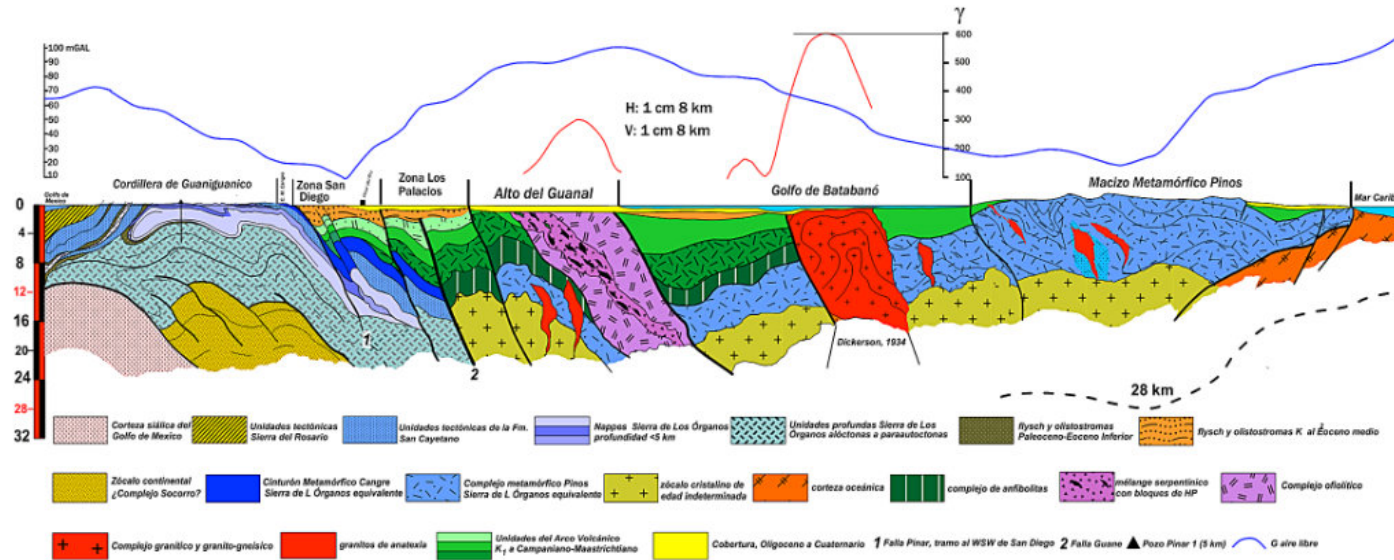 γ
100 mGAL
90
80
70
60
50
40
30
20
10
600
500
400
300
200
100
H: 1 cm 8 km
V: 1 cm 8 km
Golfo de Mexico
Cordillera de Guaniguanico
Zona San Diego
Zona Los Palacios
Alto del Guanal
Golfo de Batabanó
Macizo Metamórfico Pinos
Mar Carib
0
4
8
12
16
20
24
28
32
1
2
Dickerson, 1934
28 km
Corteza siálica del Golfo de Mexico
Unidades tectónicas Sierra del Rosario
Unidades tectónicas de la Fm. San Cayetano
Nappes Sierra de Los Órganos profundidad <5 km
Unidades profundas Sierra de Los Órganos alóctonas a paraautoctonas
flysch y olistostromas Paleoceno-Eoceno Inferior
flysch y olistostromas K al Eoceno medio
Zócalo continental ¿Complejo Socorro?
Cinturón Metamórfico Cangre Sierra de L Órganos equivalente
Complejo metamórfico Pinos Sierra de L Órganos equivalente
zócalo cristalino de edad indeterminada
corteza oceánica
complejo de anfibolitas
mélange serpentinico con bloques de HP
Complejo ofiolítico
Complejo granítico y granito-gneisico
granitos de anatexia
Unidades del Arco Volcánico K1 a Campaniano-Maastrichtiano
Cobertura, Oligoceno a Cuaternario
1 Falla Pinar, tramo al WSW de San Diego
2 Falla Guane
Pozo Pinar 1 (5 km)
G aire libre